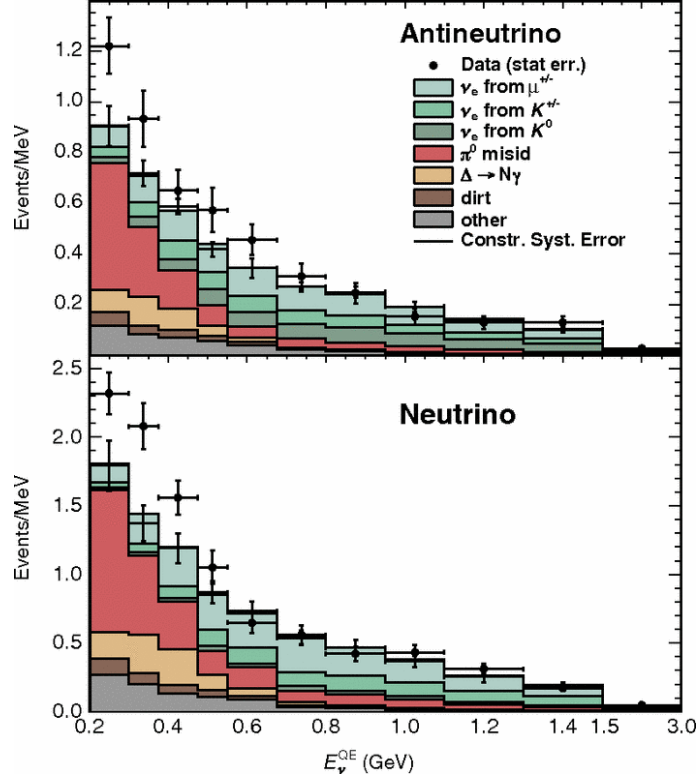 Antineutrino
Data (stat err.)
νe from μ+/-
νe from K+/-
νe from K0
π0 misid
Δ → Nγ
dirt
other
Constr. Syst. Error
Events/MeV
1.2
1.0
0.8
0.6
0.4
0.2
Neutrino
Events/MeV
2.5
2.0
1.5
1.0
0.5
0.0
0.2 0.4 0.6 0.8 1.0 1.2 1.4 1.5 3.0
EνQE (GeV)